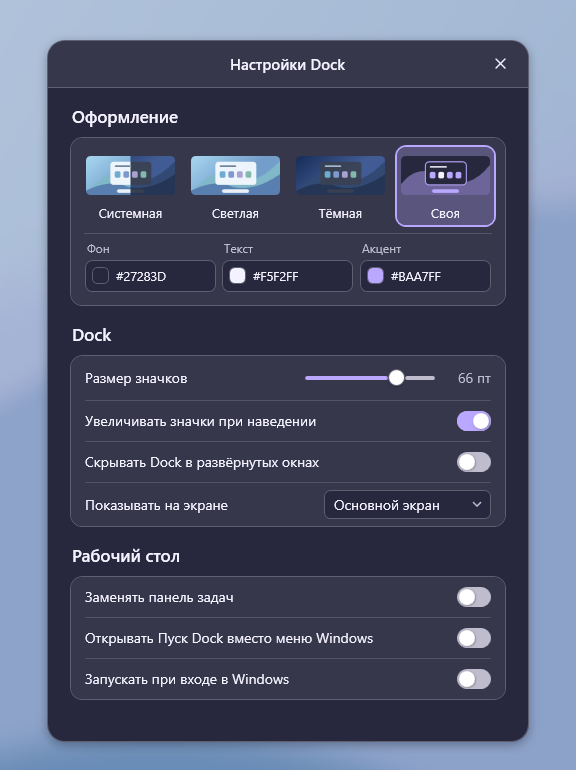 Настройки Dock
Оформление
Системная Светлая Тёмная Своя
Фон Текст Акцент
#27283D #F5F2FF #BAA7FF
Dock
Размер значков 66 пт
Увеличивать значки при наведении
Скрывать Dock в развёрнутых окнах
Показывать на экране Основной экран
Рабочий стол
Заменять панель задач
Открывать Пуск Dock вместо меню Windows
Запускать при входе в Windows